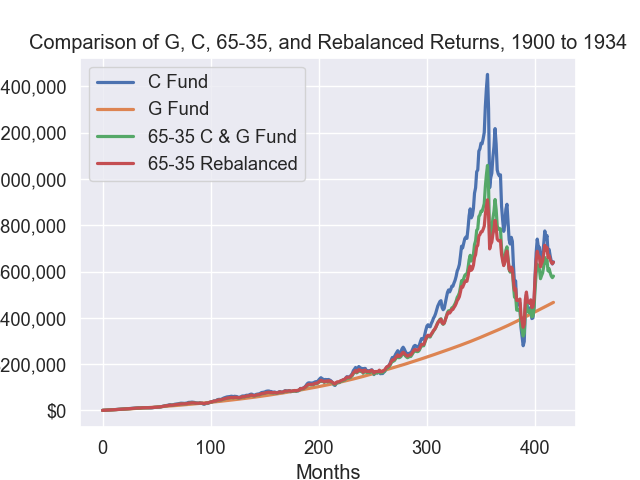 Comparison of G, C, 65-35, and Rebalanced Returns, 1900 to 1934
C Fund
G Fund
65-35 C & G Fund
65-35 Rebalanced
400,000
200,000
000,000
800,000
600,000
400,000
200,000
$0
0 100 200 300 400
Months